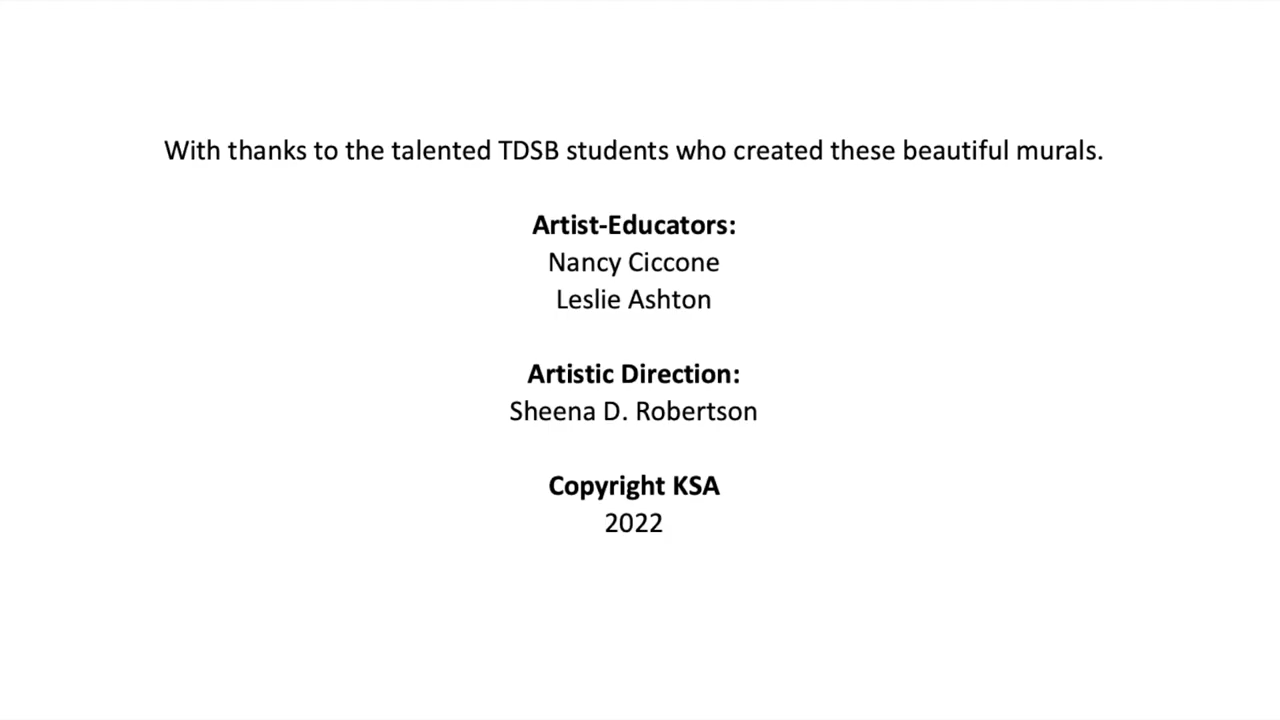 With thanks to the talented TDSB students who created these beautiful murals.
Artist-Educators:
Nancy Ciccone
Leslie Ashton
Artistic Direction:
Sheena D. Robertson
Copyright KSA
2022